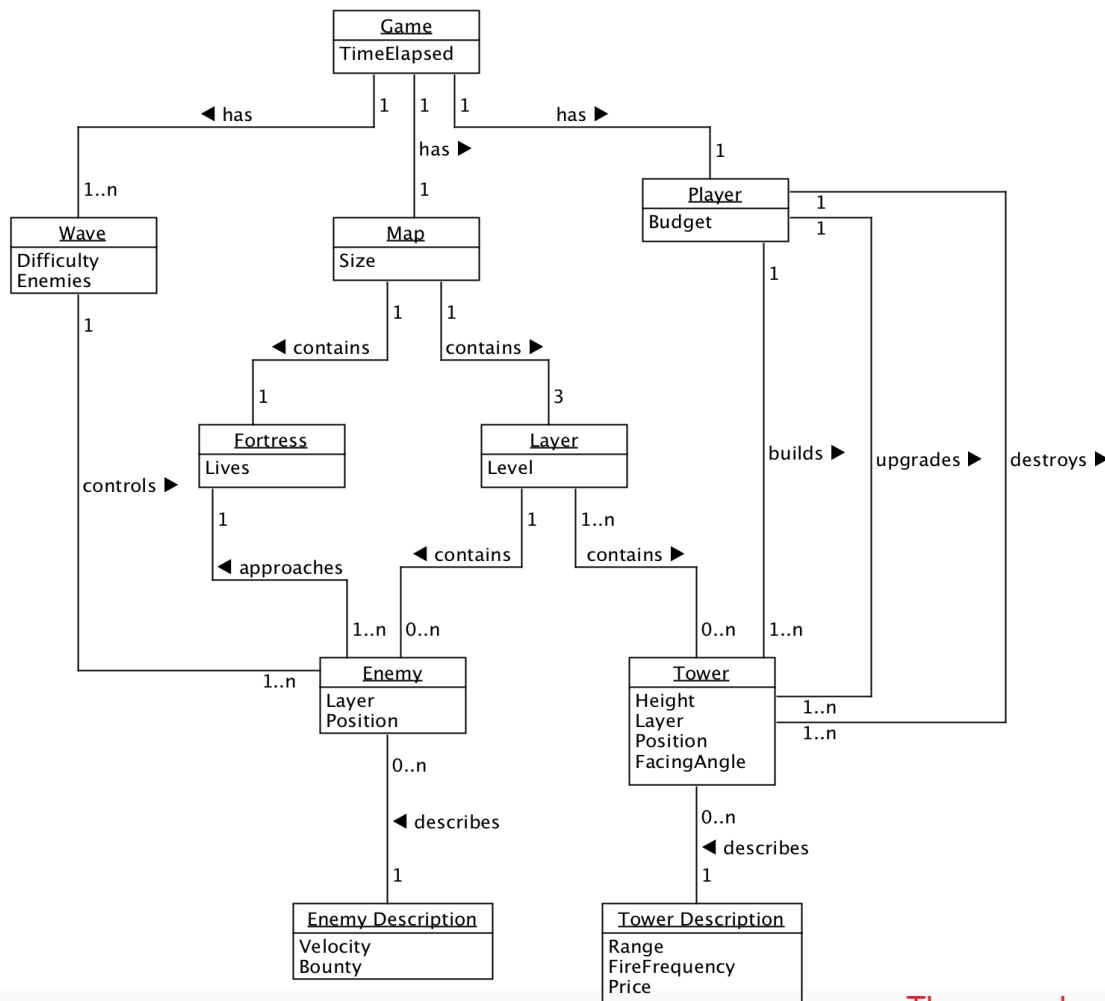 Game
TimeElapsed
1
1
1
◀ has
has ▶
has ▶
1
1..n
1
Player
Budget
1
1
1
Wave
Difficulty
Enemies
Map
Size
1
1
1
◀ contains
contains ▶
1
3
Fortress
Lives
Layer
Level
builds ▶
upgrades ▶
destroys ▶
controls ▶
1
1
1..n
◀ approaches
◀ contains
contains ▶
1..n
0..n
0..n
1..n
1..n
Enemy
Layer
Position
Tower
Height
Layer
Position
FacingAngle
1..n
1..n
0..n
◀ describes
1
0..n
◀ describes
1
Enemy Description
Velocity
Bounty
Tower Description
Range
FireFrequency
Price